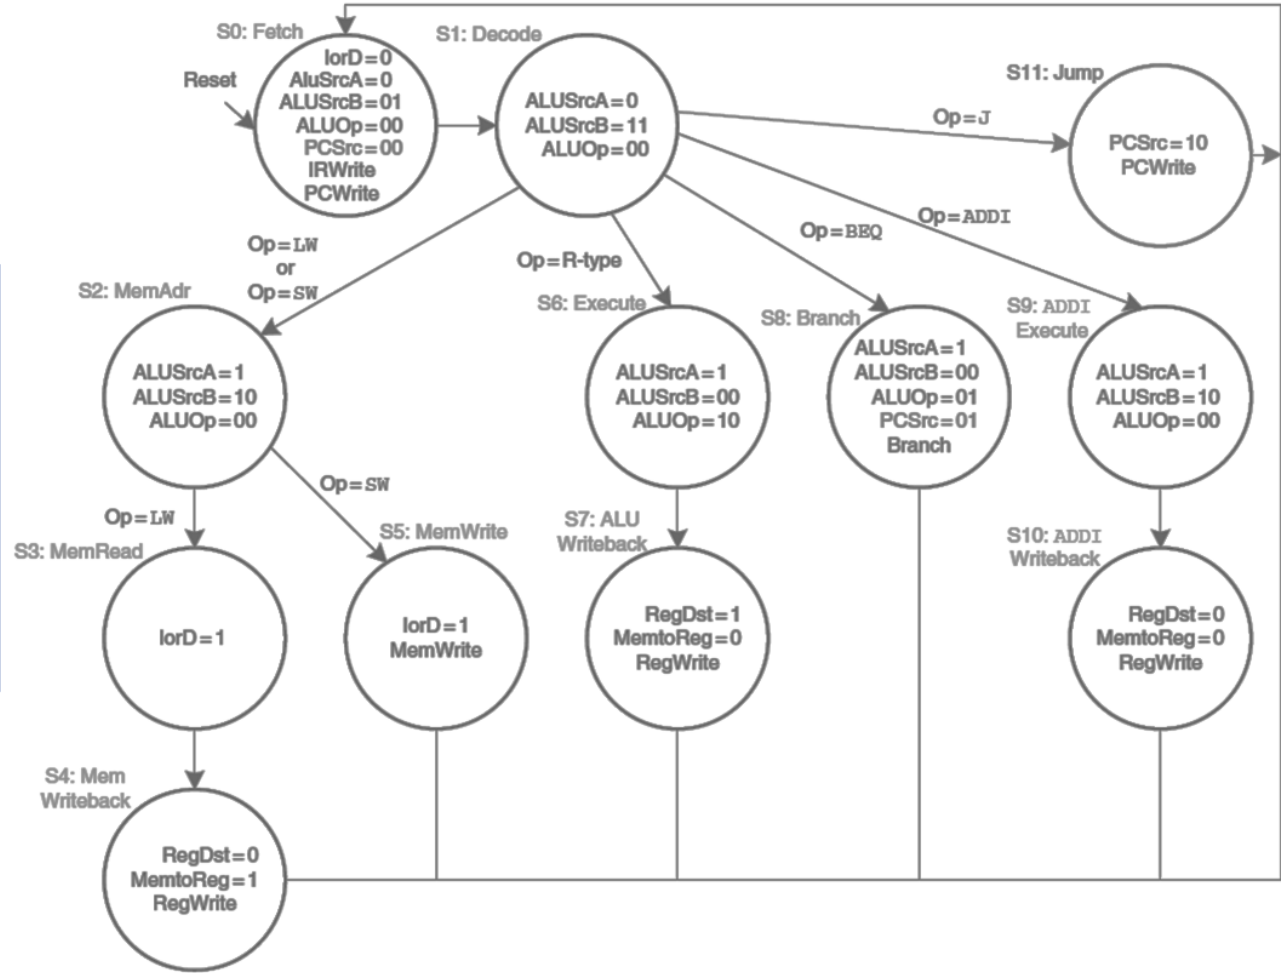 S0: Fetch
Reset
IorD=0
AluSrcA=0
ALUSrcB=01
ALUOp=00
PCSrc=00
IRWrite
PCWrite
S1: Decode
ALUSrcA=0
ALUSrcB=11
ALUOp=00
S11: Jump
Op=J
PCSrc=10
PCWrite
Op=LW
or
Op=SW
Op=R-type
Op=BEQ
Op=ADDI
S2: MemAdr
ALUSrcA=1
ALUSrcB=10
ALUOp=00
S6: Execute
ALUSrcA=1
ALUSrcB=00
ALUOp=10
S8: Branch
ALUSrcA=1
ALUSrcB=00
ALUOp=01
PCSrc=01
Branch
S9: ADDI
Execute
ALUSrcA=1
ALUSrcB=10
ALUOp=00
Op=LW
Op=SW
S3: MemRead
IorD=1
S5: MemWrite
IorD=1
MemWrite
S7: ALU
Writeback
RegDst=1
MemtoReg=0
RegWrite
S10: ADDI
Writeback
RegDst=0
MemtoReg=0
RegWrite
S4: Mem
Writeback
RegDst=0
MemtoReg=1
RegWrite